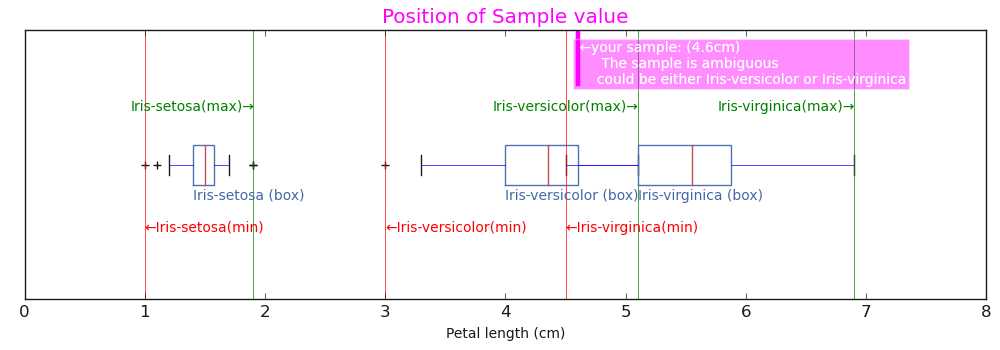 Position of Sample value
←your sample: (4.6cm)
The sample is ambiguous
could be either Iris-versicolor or Iris-virginica
Iris-setosa(max)→
Iris-versicolor(max)→
Iris-virginica(max)→
Iris-setosa (box)
Iris-versicolor (box)
Iris-virginica (box)
←Iris-setosa(min)
←Iris-versicolor(min)
←Iris-virginica(min)
0 1 2 3 4 5 6 7 8
Petal length (cm)